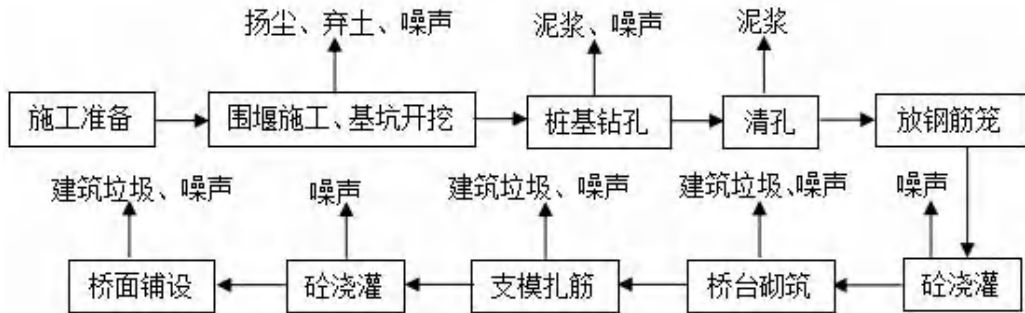 扬尘、弃土、噪声 泥浆、噪声 泥浆
施工准备 围堰施工、基坑开挖 桩基钻孔 清孔 放钢筋笼
建筑垃圾、噪声 噪声 建筑垃圾、噪声 建筑垃圾、噪声 噪声
桥面铺设 砼浇灌 支模扎筋 桥台砌筑 砼浇灌